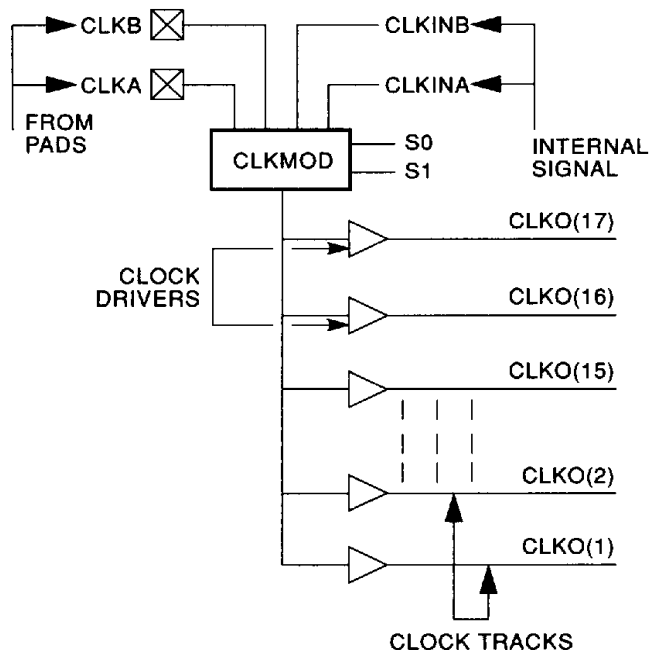 CLKB
CLKINB
CLKA
CLKINA
FROM
PADS
CLKMOD
S0
S1
INTERNAL
SIGNAL
CLKO(17)
CLOCK
DRIVERS
CLKO(16)
CLKO(15)
CLKO(2)
CLKO(1)
CLOCK TRACKS